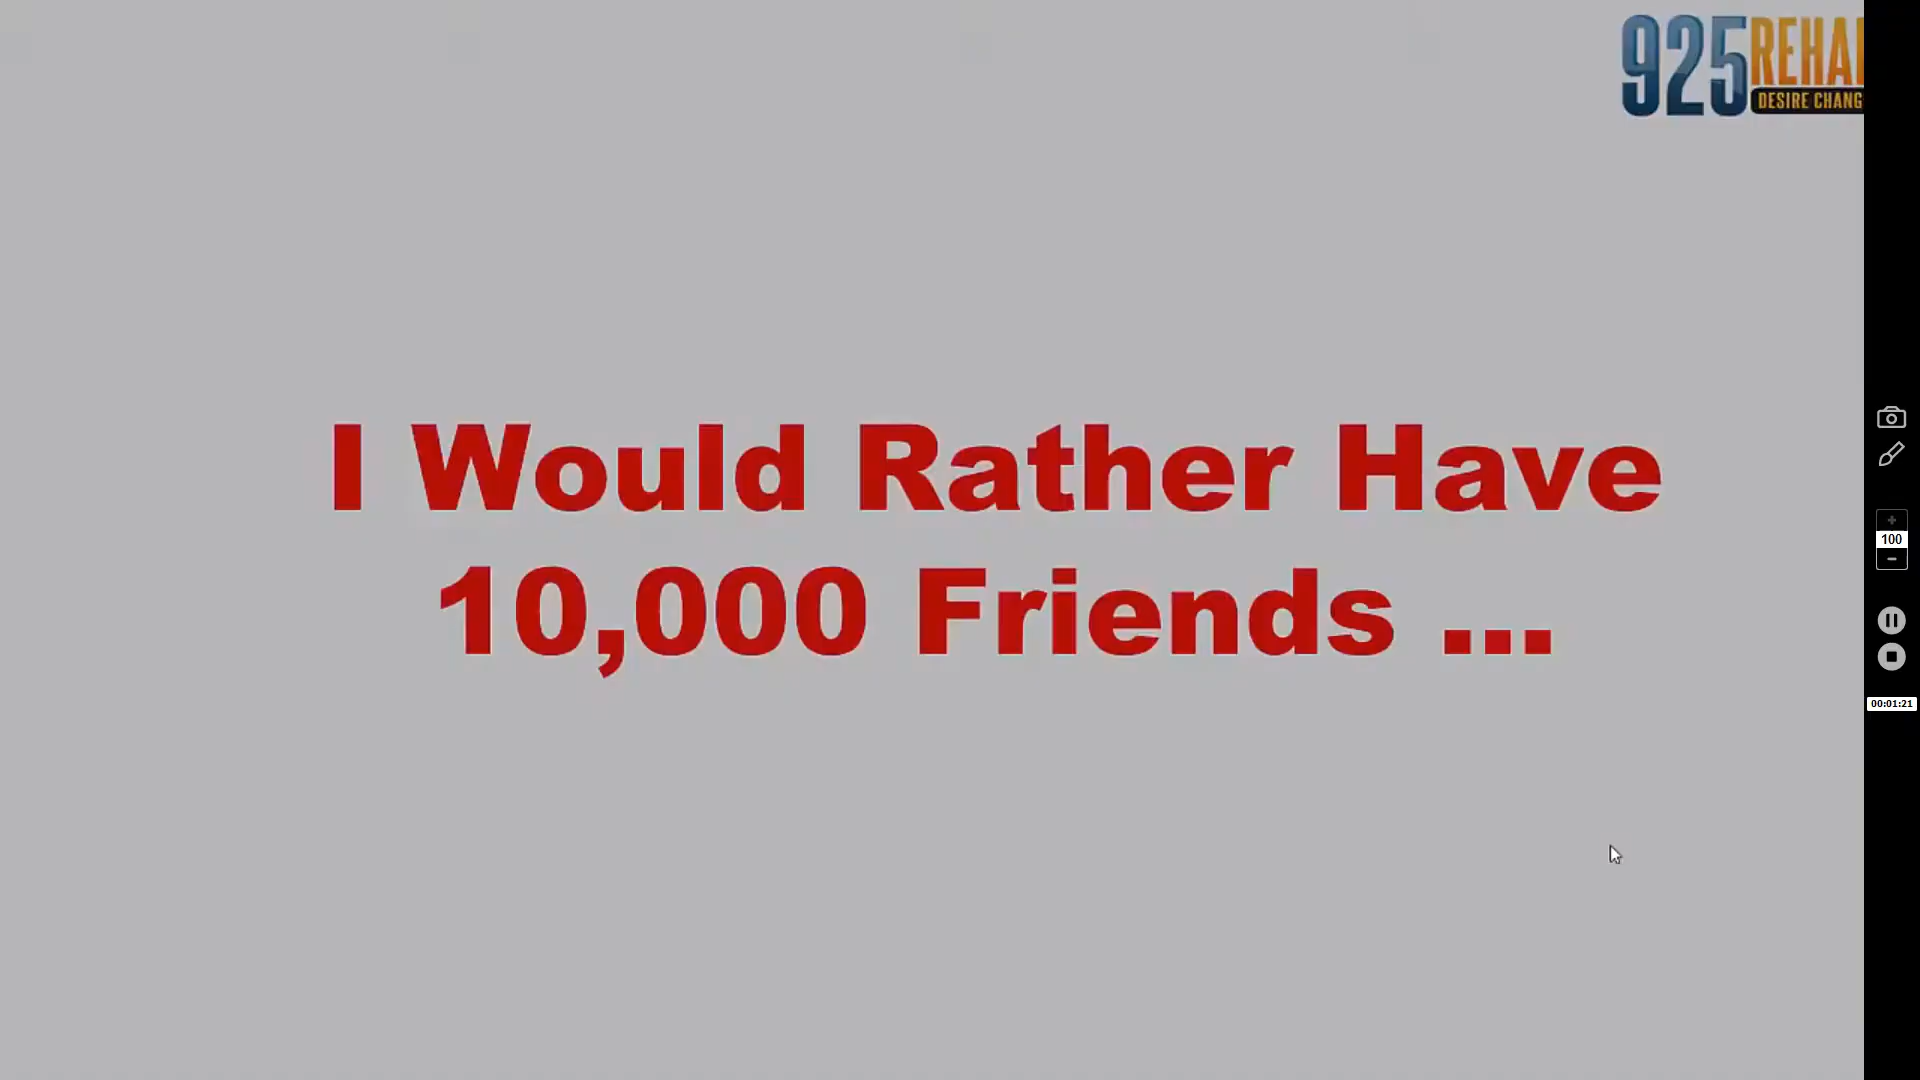 925REHA
DESIRE CHANG
I Would Rather Have
10,000 Friends ...
100
00:01:21